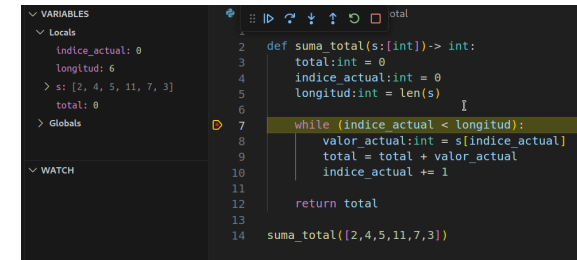 VARIABLES
Locals
indice_actual: 0
longitud: 6
s: [2, 4, 5, 11, 7, 3]
total: 0
Globals
WATCH
otal
1
2 def suma_total(s:[int])-> int:
3 total:int = 0
4 indice_actual:int = 0
5 longitud:int = len(s)
6
7 while (indice_actual < longitud):
8 valor_actual:int = s[indice_actual]
9 total = total + valor_actual
10 indice_actual += 1
11
12 return total
13
14 suma_total([2,4,5,11,7,3])